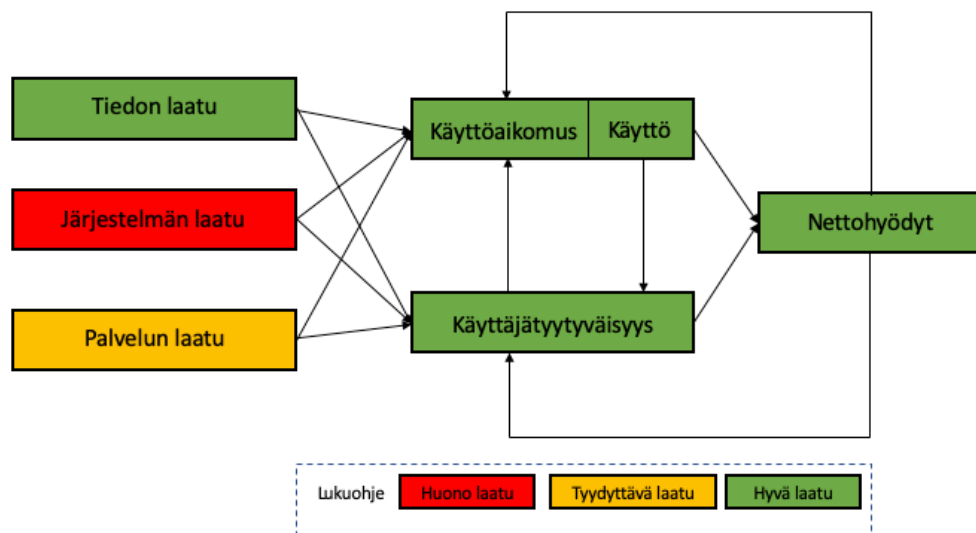 Tiedon laatu
Käyttöaikomus
Käyttö
Järjestelmän laatu
Nettohyödyt
Palvelun laatu
Käyttäjätyytyväisyys
Lukuohje
Huono laatu
Tyydyttävä laatu
Hyvä laatu